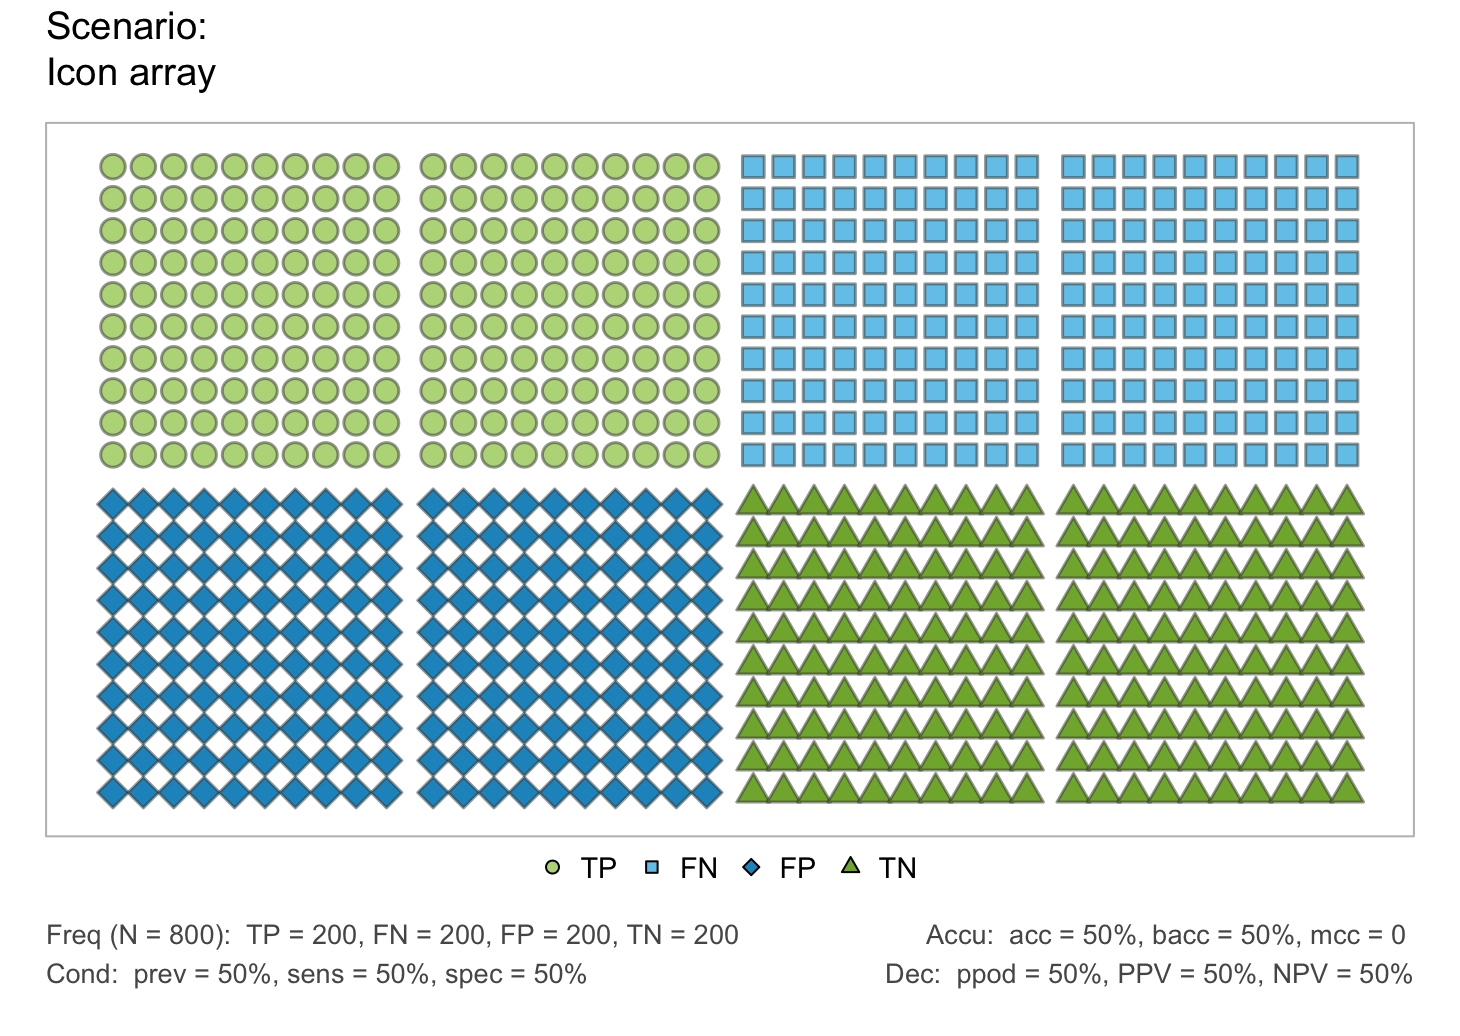 Scenario:
Icon array
TP FN FP TN
Freq (N = 800):  TP = 200, FN = 200, FP = 200, TN = 200
Accu:  acc = 50%, bacc = 50%, mcc = 0
Cond:  prev = 50%, sens = 50%, spec = 50%
Dec:  ppod = 50%, PPV = 50%, NPV = 50%